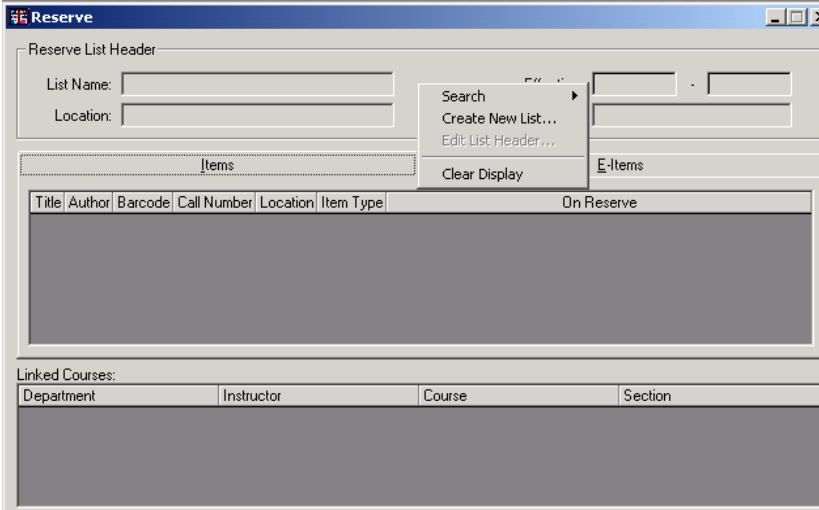 Reserve
Reserve List Header
List Name:
-
Search
Create New List...
Edit List Header...
Clear Display
Location:
Items
E-Items
Title Author Barcode Call Number Location Item Type On Reserve
Linked Courses:
Department Instructor Course Section